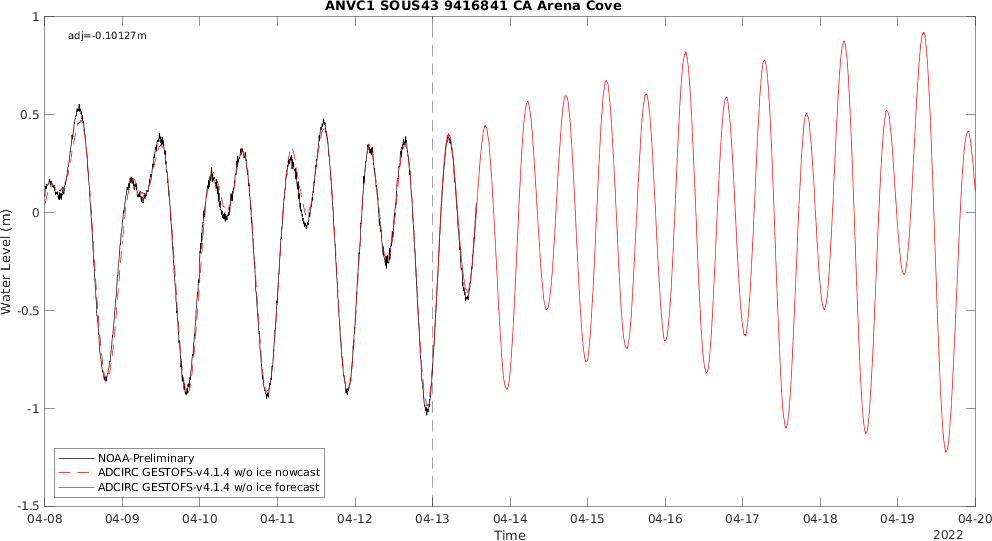 ANVC1 SOUS43 9416841 CA Arena Cove
adj=-0.10127m
1
0.5
0
-0.5
-1
-1.5
Water Level (m)
NOAA-Preliminary
ADCIRC GESTOFS-v4.1.4 w/o ice nowcast
ADCIRC GESTOFS-v4.1.4 w/o ice forecast
04-08 04-09 04-10 04-11 04-12 04-13 04-14 04-15 04-16 04-17 04-18 04-19 04-20
Time
2022